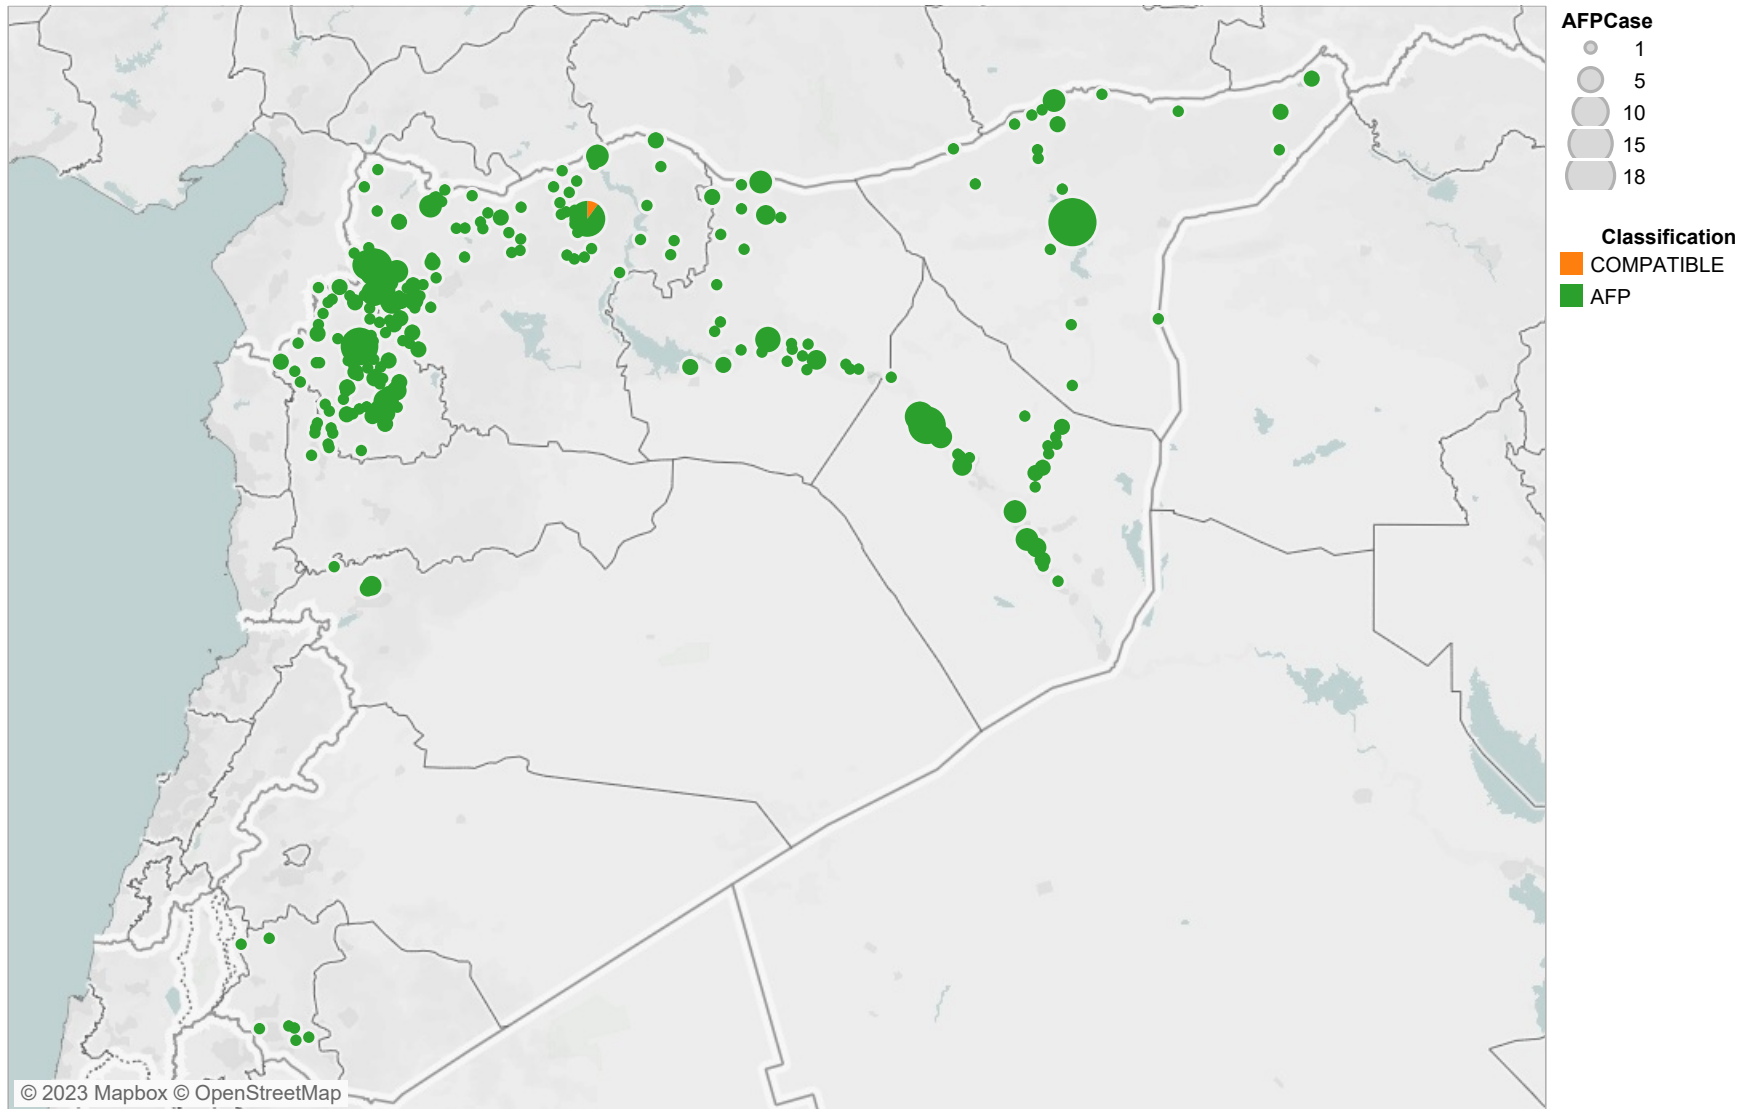 AFPCase
1
5
10
15
18
Classification
COMPATIBLE
AFP
© 2023 Mapbox © OpenStreetMap